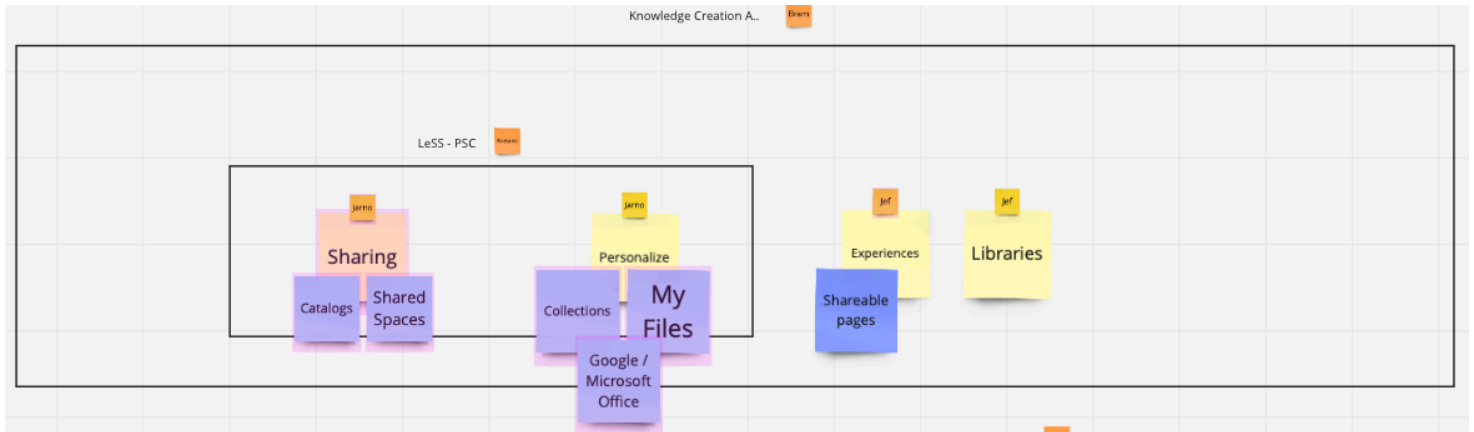 Knowledge Creation A..
Bram
LeSS - PSC
Jarno
Sharing
Catalogs
Shared
Spaces
Jarno
Personalize
Collections
My
Files
Google /
Microsoft
Office
Jef
Experiences
Shareable
pages
Jef
Libraries